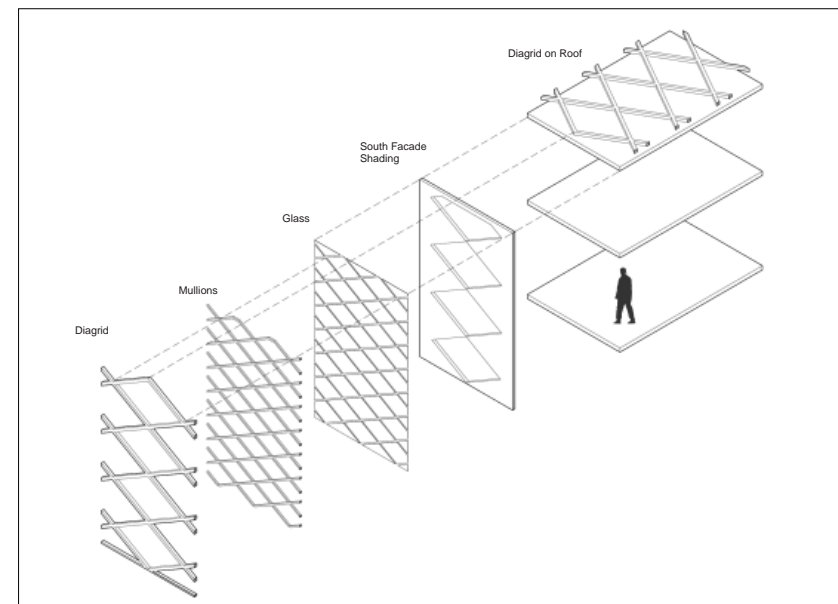 Diagrid on Roof
South Facade
Shading
Glass
Mullions
Diagrid